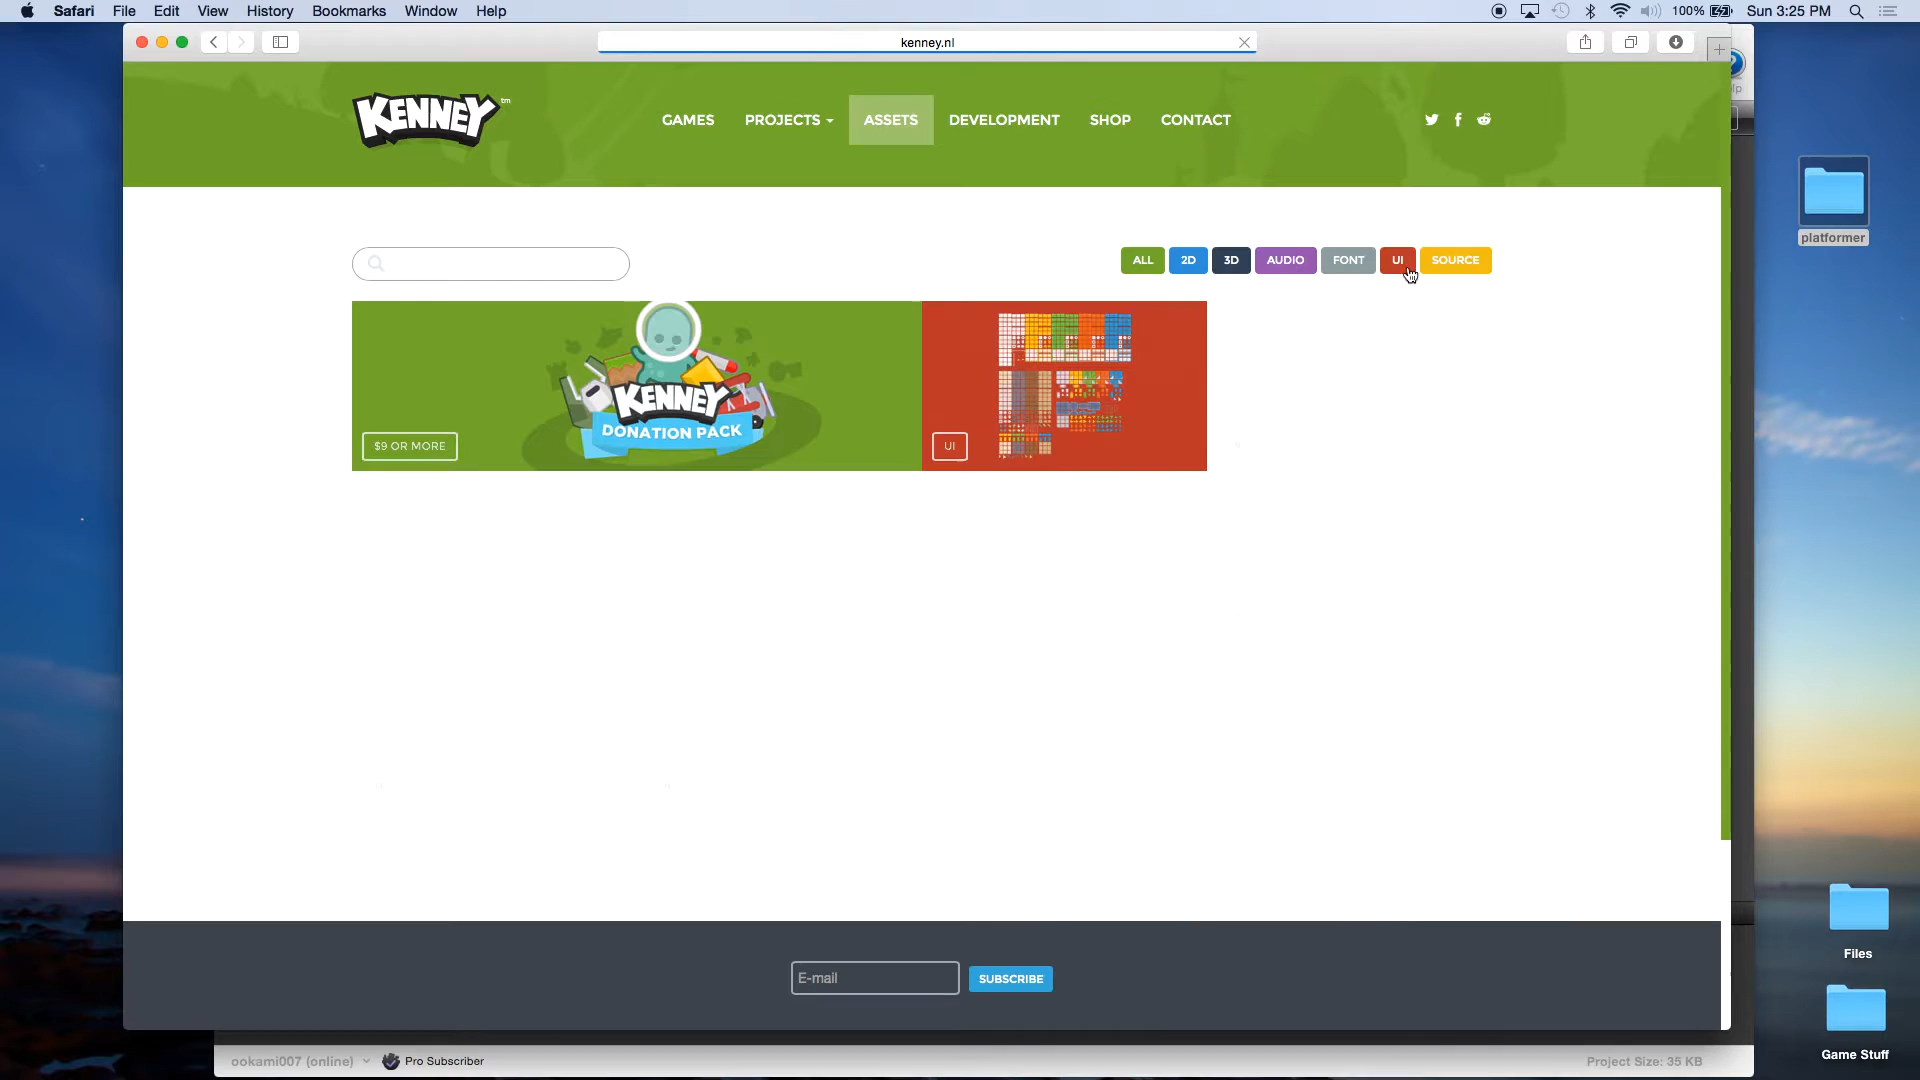 Safari File Edit View History Bookmarks Window Help 100% Sun 3:25 PM
kenney.nl
KENNEY™ GAMES PROJECTS ASSETS DEVELOPMENT SHOP CONTACT
platformer
ALL 2D 3D AUDIO FONT UI SOURCE
KENNEY
DONATION PACK
$9 OR MORE
UI
Files
E-mail SUBSCRIBE
Game Stuff
ookami007 (online) Pro Subscriber Project Size: 35 KB